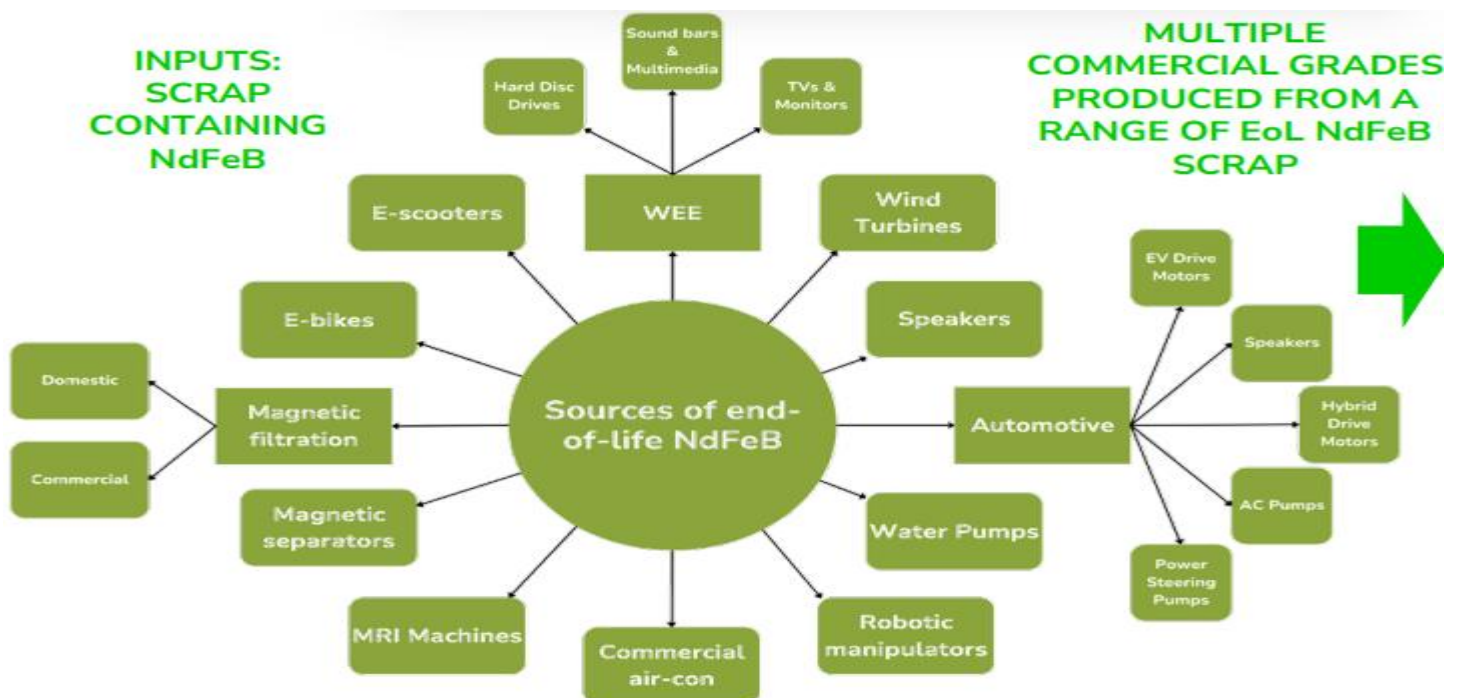 INPUTS:
SCRAP
CONTAINING
NdFeB
MULTIPLE
COMMERCIAL GRADES
PRODUCED FROM A
RANGE OF EoL NdFeB
SCRAP
Sound bars
&
Multimedia
Hard Disc
Drives
TVs &
Monitors
E-scooters
WEE
Wind
Turbines
EV Drive
Motors
E-bikes
Speakers
Speakers
Domestic
Magnetic
filtration
Sources of end-
of-life NdFeB
Automotive
Hybrid
Drive
Motors
Commercial
AC Pumps
Magnetic
separators
Water Pumps
Power
Steering
Pumps
MRI Machines
Commercial
air-con
Robotic
manipulators